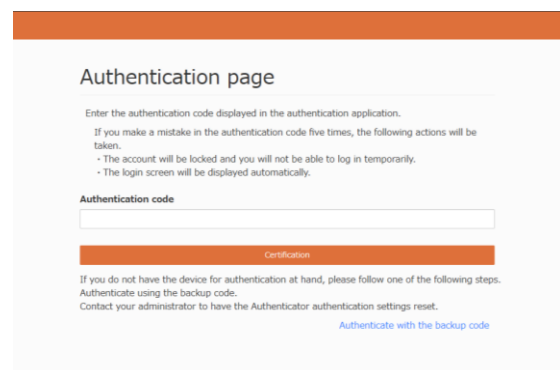 Authentication page
Enter the authentication code displayed in the authentication application.
If you make a mistake in the authentication code five times, the following actions will be
taken.
・The account will be locked and you will not be able to log in temporarily.
・The login screen will be displayed automatically.
Authentication code
Certification
If you do not have the device for authentication at hand, please follow one of the following steps.
Authenticate using the backup code.
Contact your administrator to have the Authenticator authentication settings reset.
Authenticate with the backup code